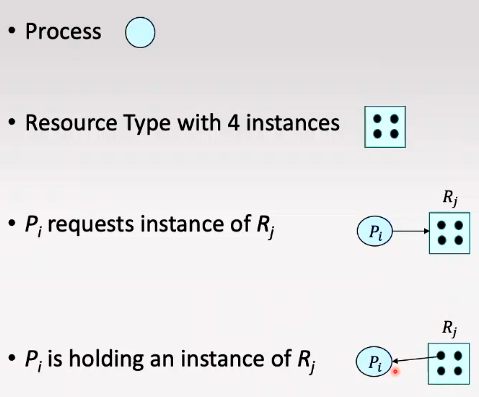 • Process
• Resource Type with 4 instances
R_j
• P_i requests instance of R_j
P_i
R_j
• P_i is holding an instance of R_j
P_i